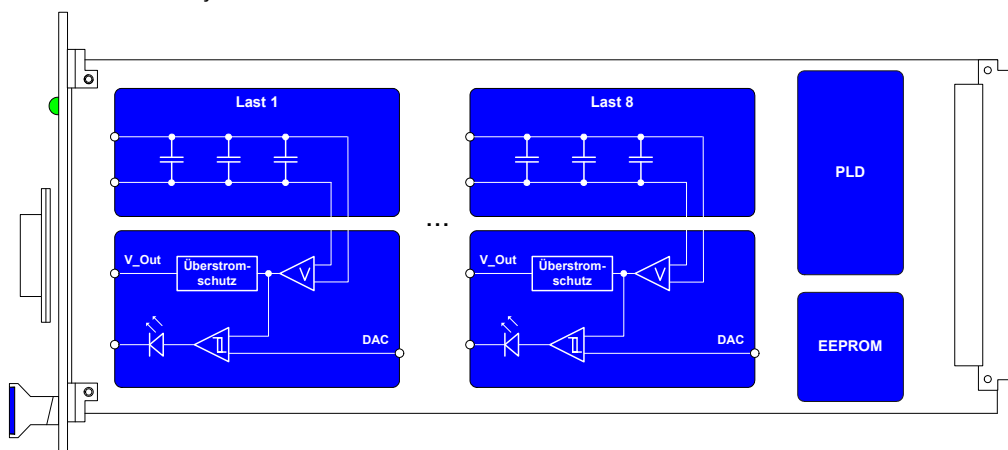 Last 1
Last 8
PLD
...
V_Out
Überstrom-
schutz
V
DAC
V_Out
Überstrom-
schutz
V
DAC
EEPROM